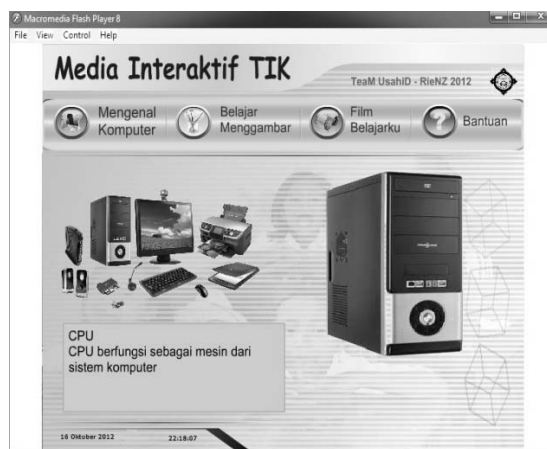 Macromedia Flash Player 8
File View Control Help
Media Interaktif TIK
TeaM UsahiD - RieNZ 2012
Mengenal
Komputer
Belajar
Menggambar
Film
Belajarku
Bantuan
CPU
CPU berfungsi sebagai mesin dari
sistem komputer
16 Oktober 2012 22:18:07